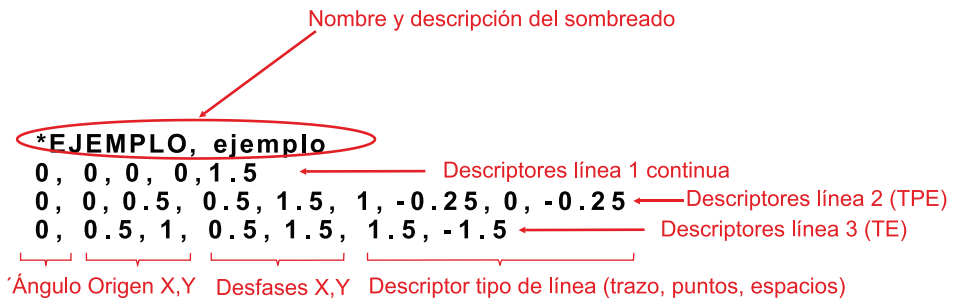 Nombre y descripción del sombreado
*EJEMPLO, ejemplo
0, 0, 0, 0,1.5 Descriptores línea 1 continua
0, 0, 0.5, 0.5, 1.5, 1, -0.25, 0, -0.25 Descriptores línea 2 (TPE)
0, 0.5, 1, 0.5, 1.5, 1.5, -1.5 Descriptores línea 3 (TE)
´Ángulo Origen X,Y Desfases X,Y Descriptor tipo de línea (trazo, puntos, espacios)